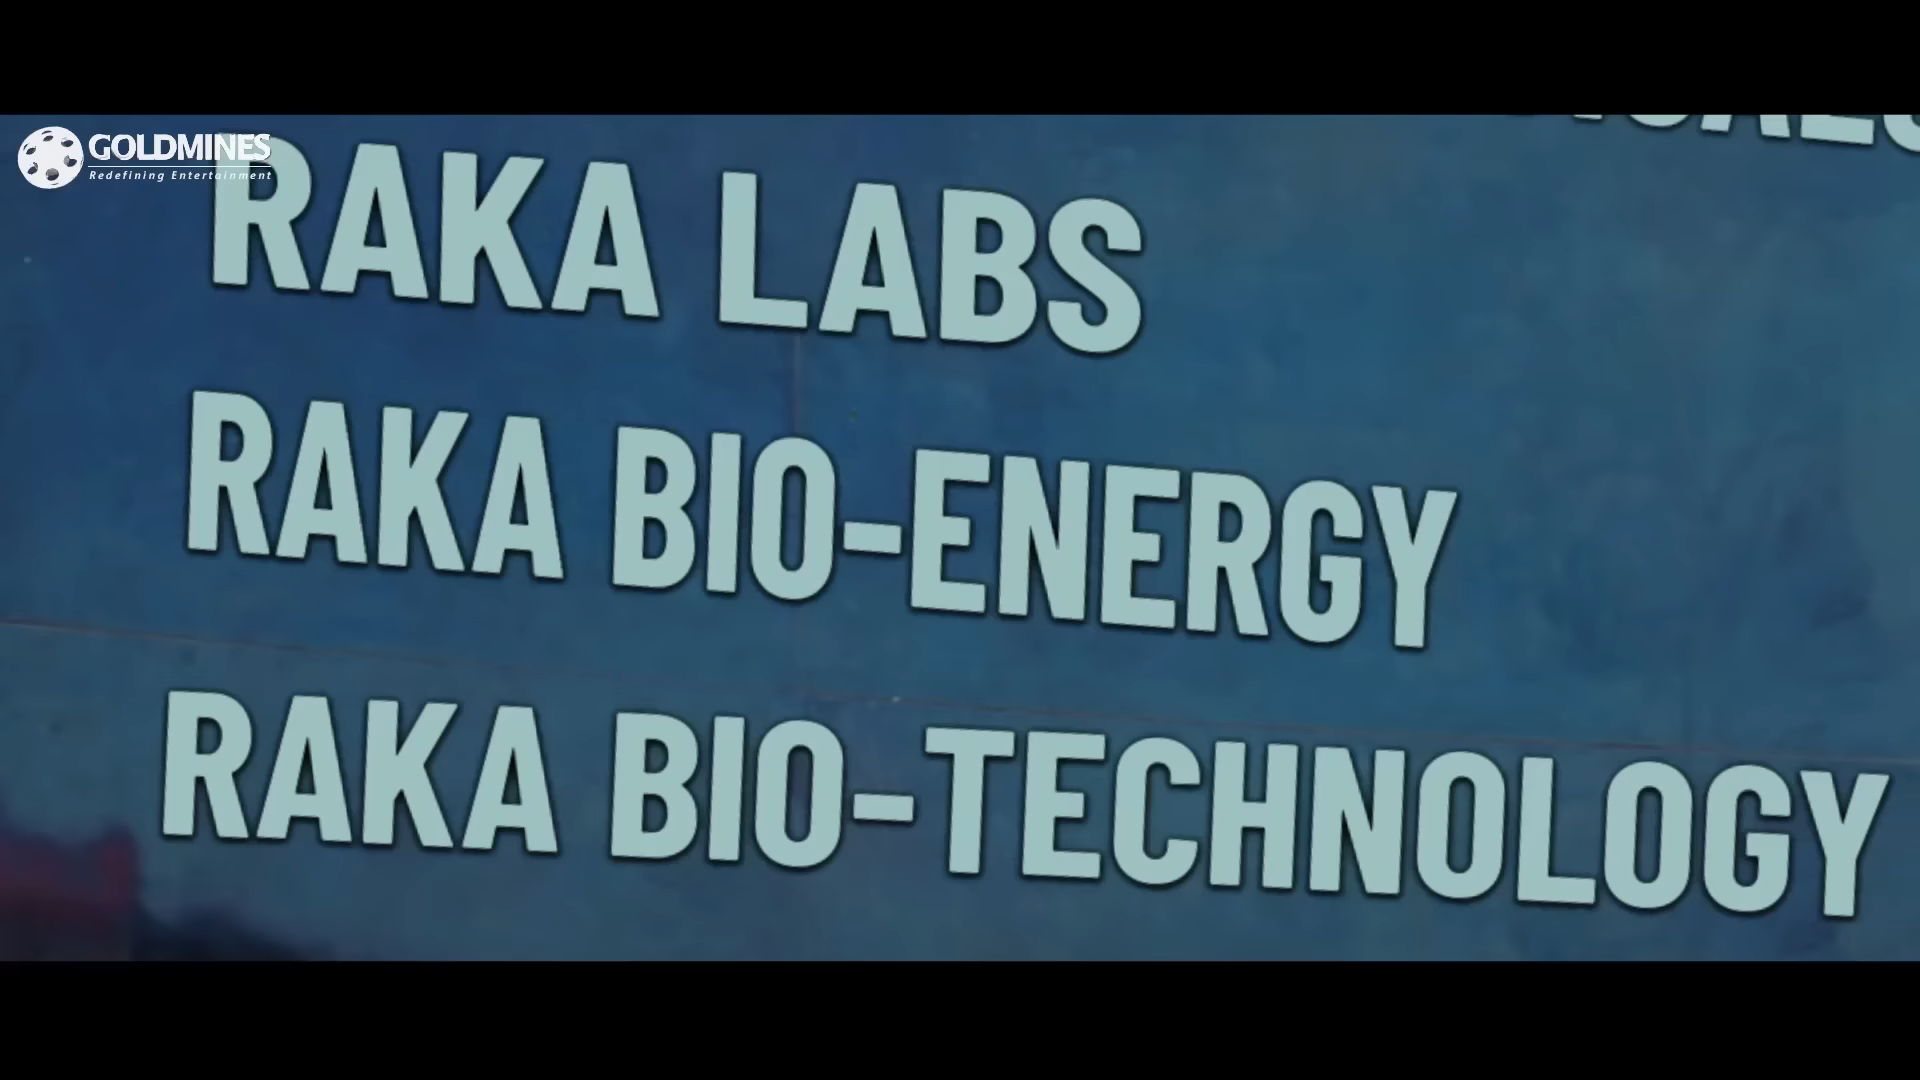 GOLDMINES
Redefining Entertainment
RAKA LABS
RAKA BIO-ENERGY
RAKA BIO-TECHNOLOGY